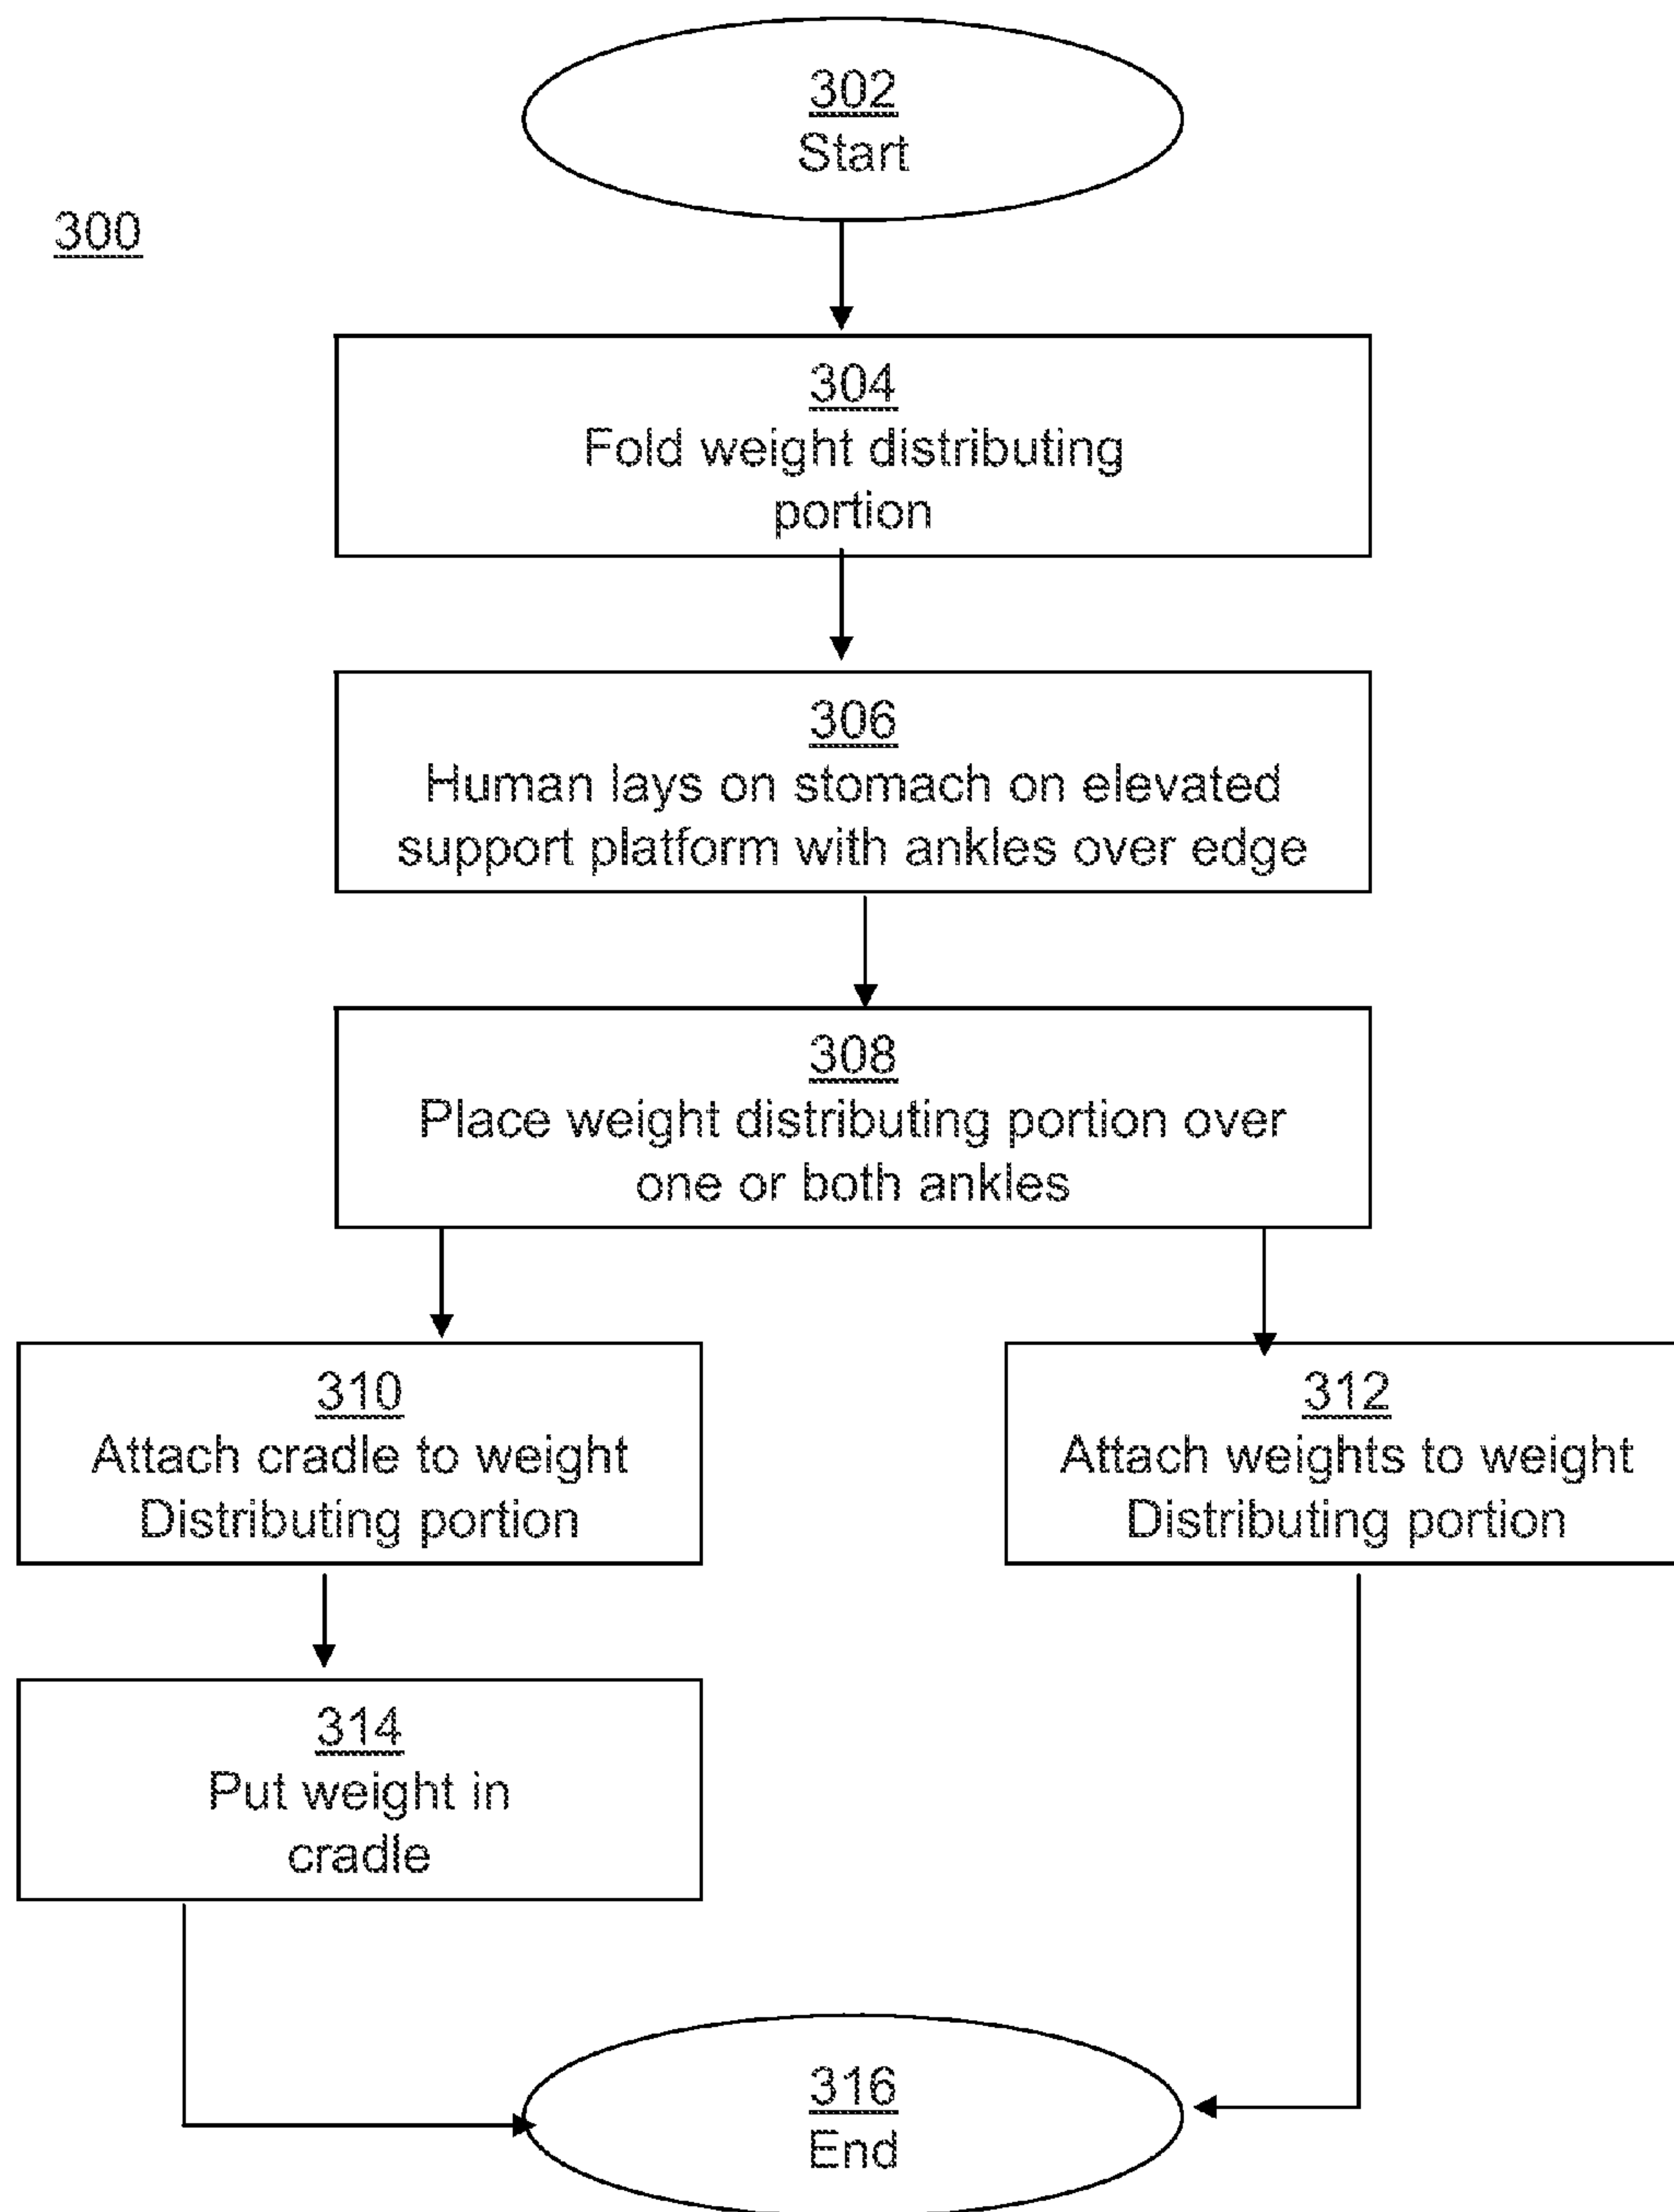 302
Start
300
304
Fold weight distributing
portion
306
Human lays on stomach on elevated
support platform with ankles over edge
308
Place weight distributing portion over
one or both ankles
310
Attach cradle to weight
Distributing portion
312
Attach weights to weight
Distributing portion
314
Put weight in
cradle
316
End